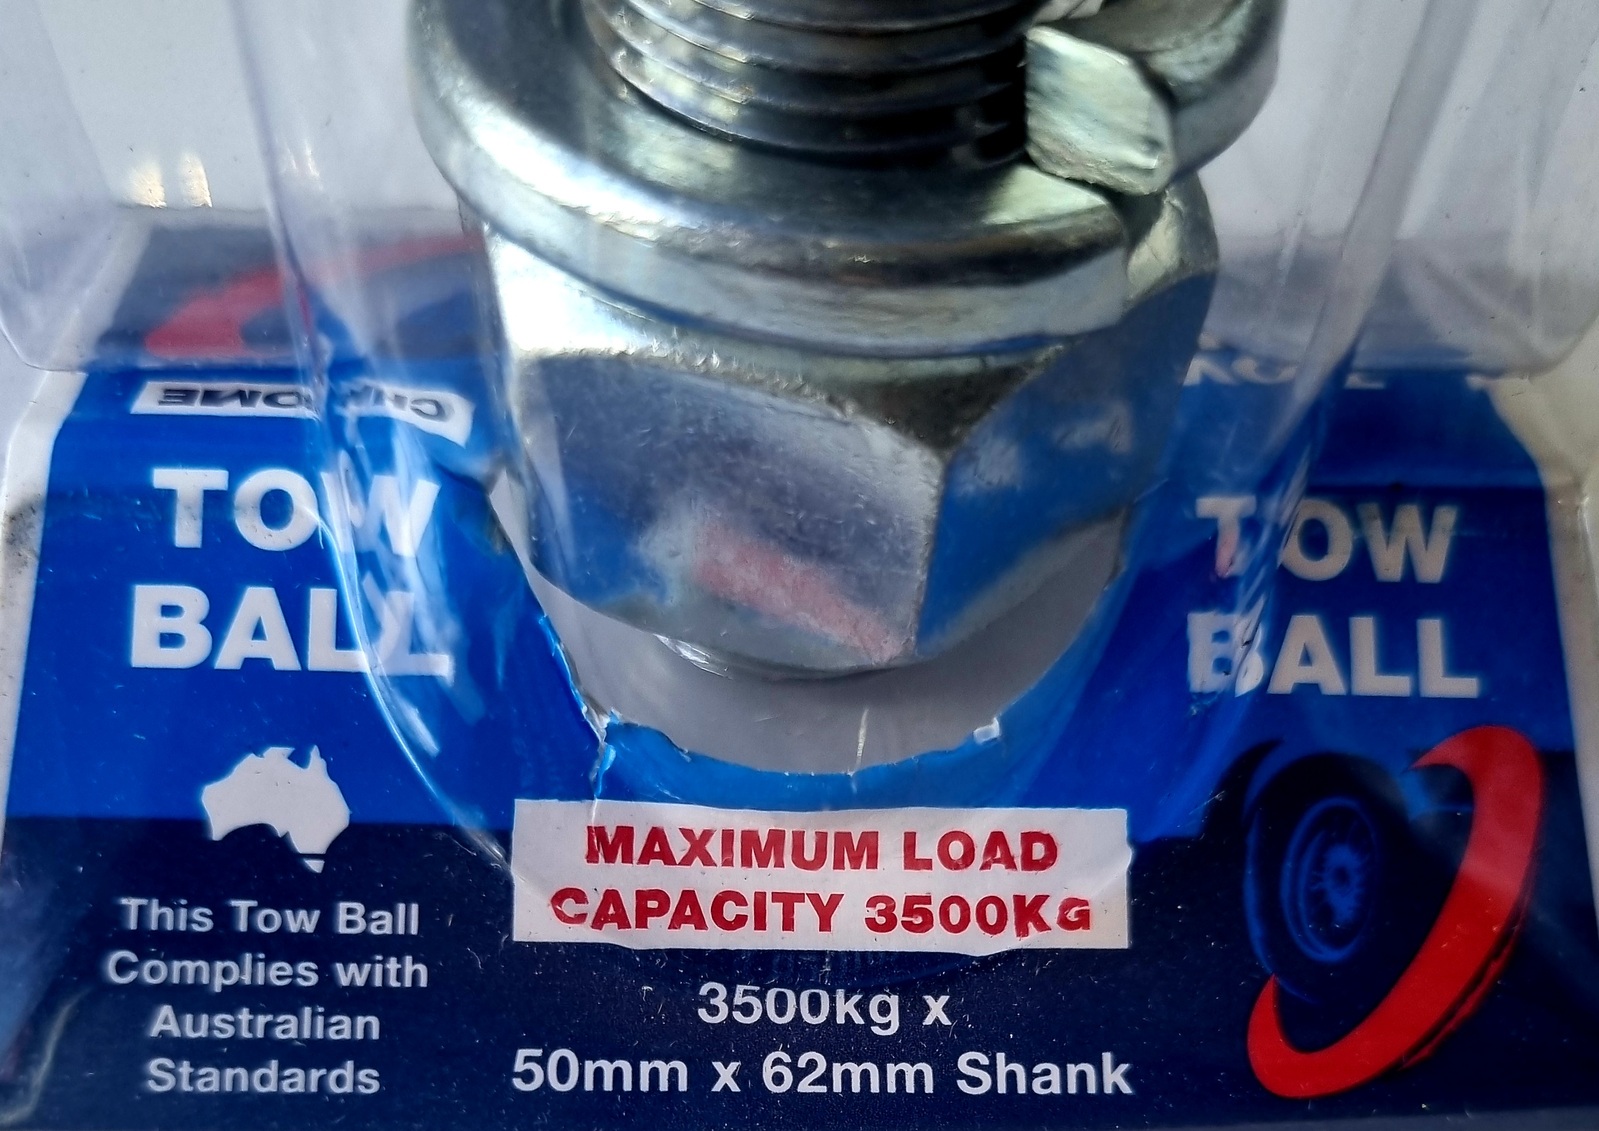 CHROME
TOW
BALL
TOW
BALL
MAXIMUM LOAD
CAPACITY 3500KG
This Tow Ball
Complies with
Australian
Standards
3500kg x
50mm x 62mm Shank